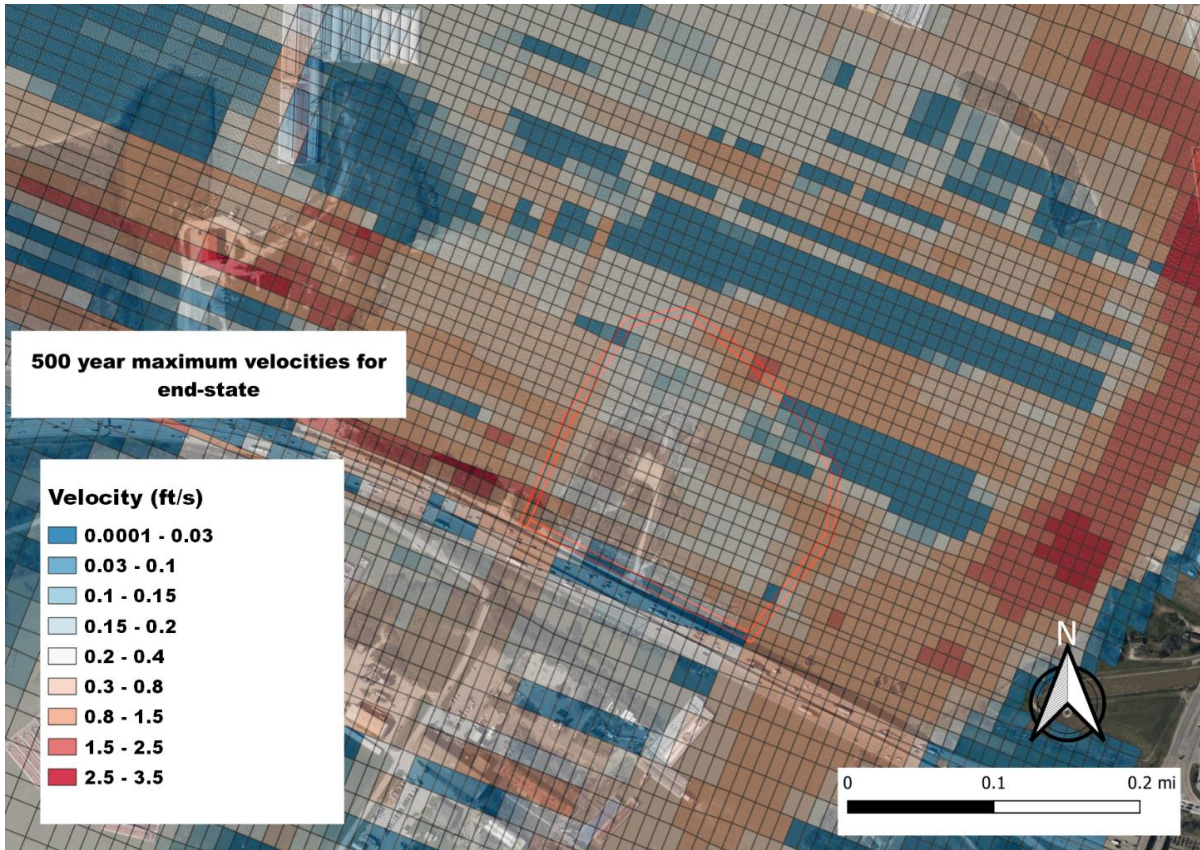 500 year maximum velocities for
end-state
Velocity (ft/s)
0.0001 - 0.03
0.03 - 0.1
0.1 - 0.15
0.15 - 0.2
0.2 - 0.4
0.3 - 0.8
0.8 - 1.5
1.5 - 2.5
2.5 - 3.5
N
0 0.1 0.2 mi